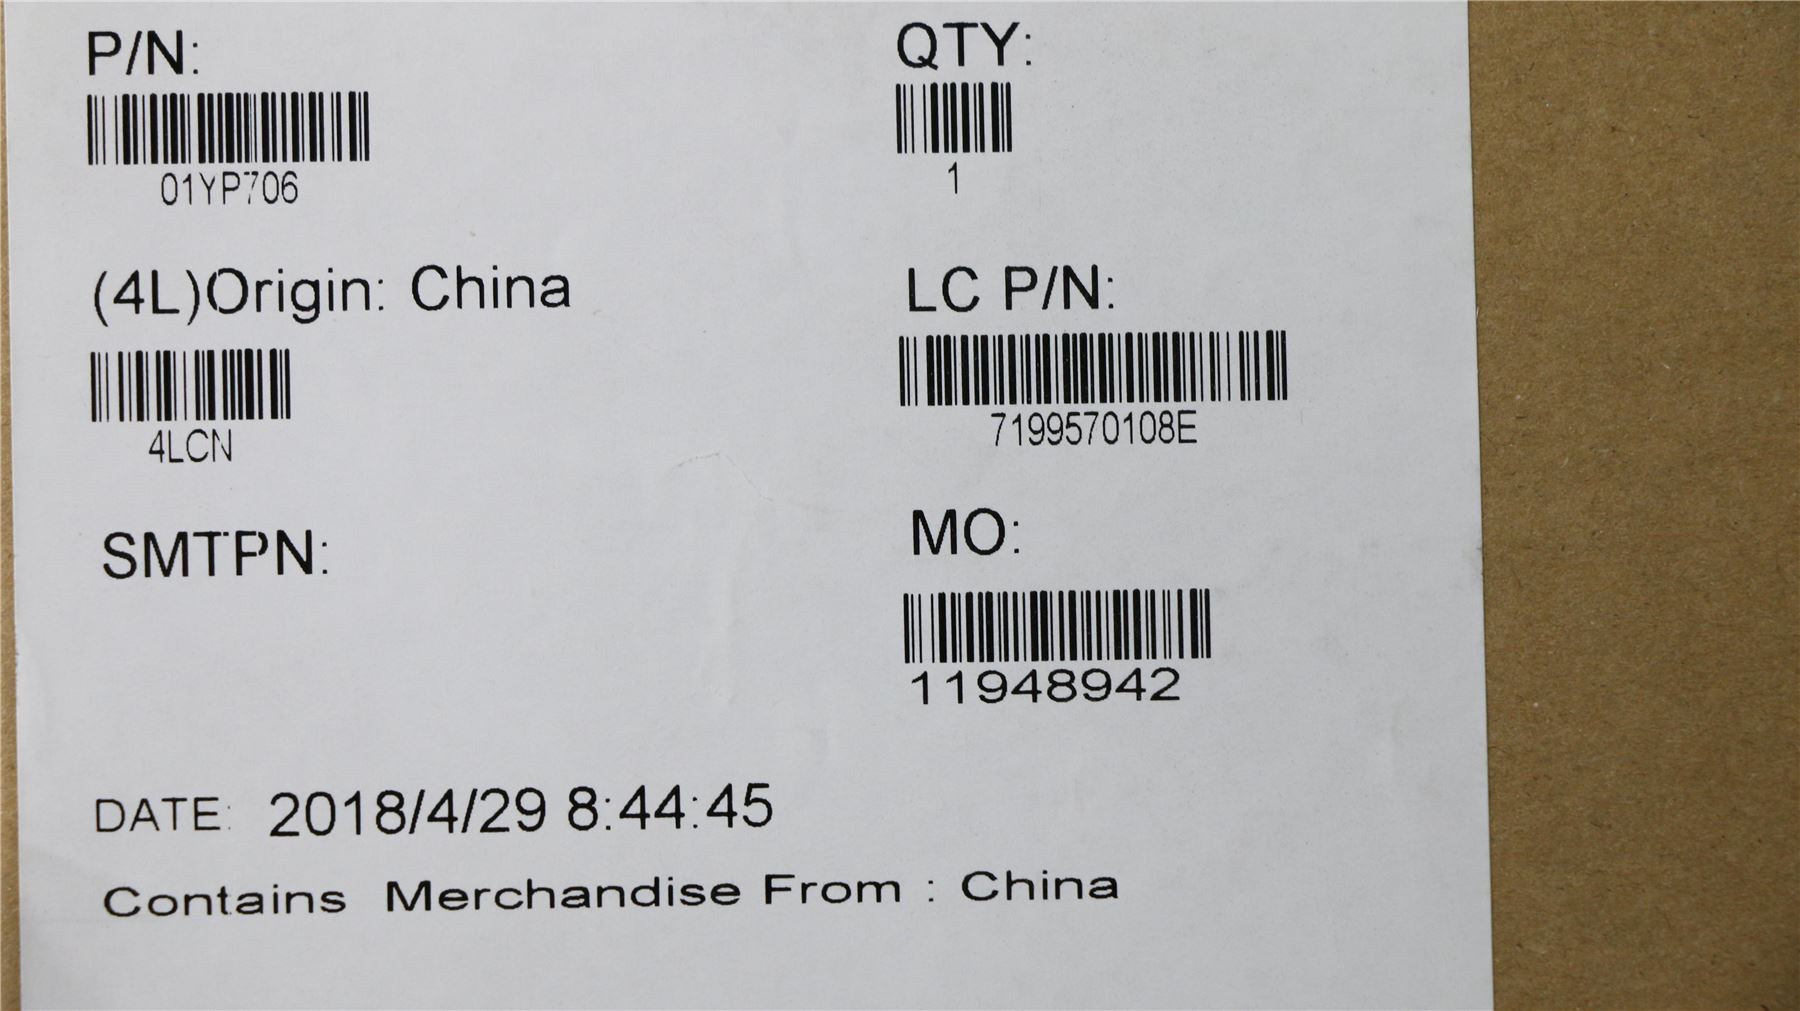 P/N:
01YP706
QTY:
1
(4L)Origin: China
4LCN
LC P/N:
7199570108E
SMTPN:
MO:
11948942
DATE: 2018/4/29 8:44:45
Contains Merchandise From : China